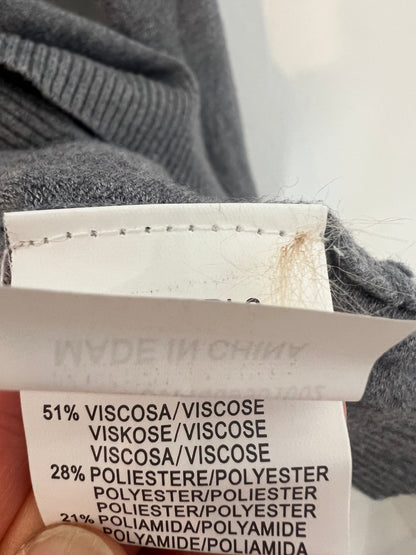 MADE IN CHINA
51% VISCOSA/VISCOSE
VISKOSE/VISCOSE
VISCOSA/VISCOSE
28% POLIESTERE/POLYESTER
POLYESTER/POLIESTER
POLYESTER/POLIESTER
21% POLIAMIDA/POLYAMIDE
POLYAMIDE/POLIAMIDA